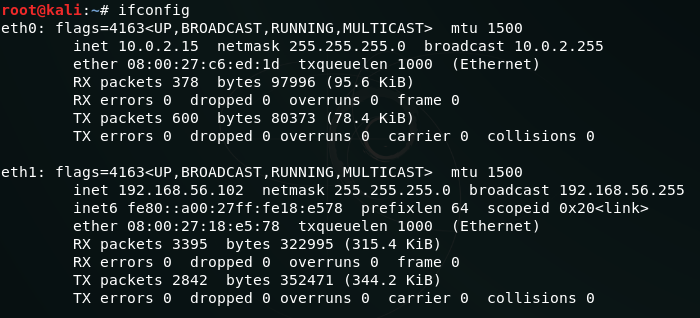 root@kali:~# ifconfig
eth0: flags=4163<UP,BROADCAST,RUNNING,MULTICAST>  mtu 1500
        inet 10.0.2.15  netmask 255.255.255.0  broadcast 10.0.2.255
        ether 08:00:27:c6:ed:1d  txqueuelen 1000  (Ethernet)
        RX packets 378  bytes 97996 (95.6 KiB)
        RX errors 0  dropped 0  overruns 0  frame 0
        TX packets 600  bytes 80373 (78.4 KiB)
        TX errors 0  dropped 0 overruns 0  carrier 0  collisions 0

eth1: flags=4163<UP,BROADCAST,RUNNING,MULTICAST>  mtu 1500
        inet 192.168.56.102  netmask 255.255.255.0  broadcast 192.168.56.255
        inet6 fe80::a00:27ff:fe18:e578  prefixlen 64  scopeid 0x20<link>
        ether 08:00:27:18:e5:78  txqueuelen 1000  (Ethernet)
        RX packets 3395  bytes 322995 (315.4 KiB)
        RX errors 0  dropped 0  overruns 0  frame 0
        TX packets 2842  bytes 352471 (344.2 KiB)
        TX errors 0  dropped 0 overruns 0  carrier 0  collisions 0